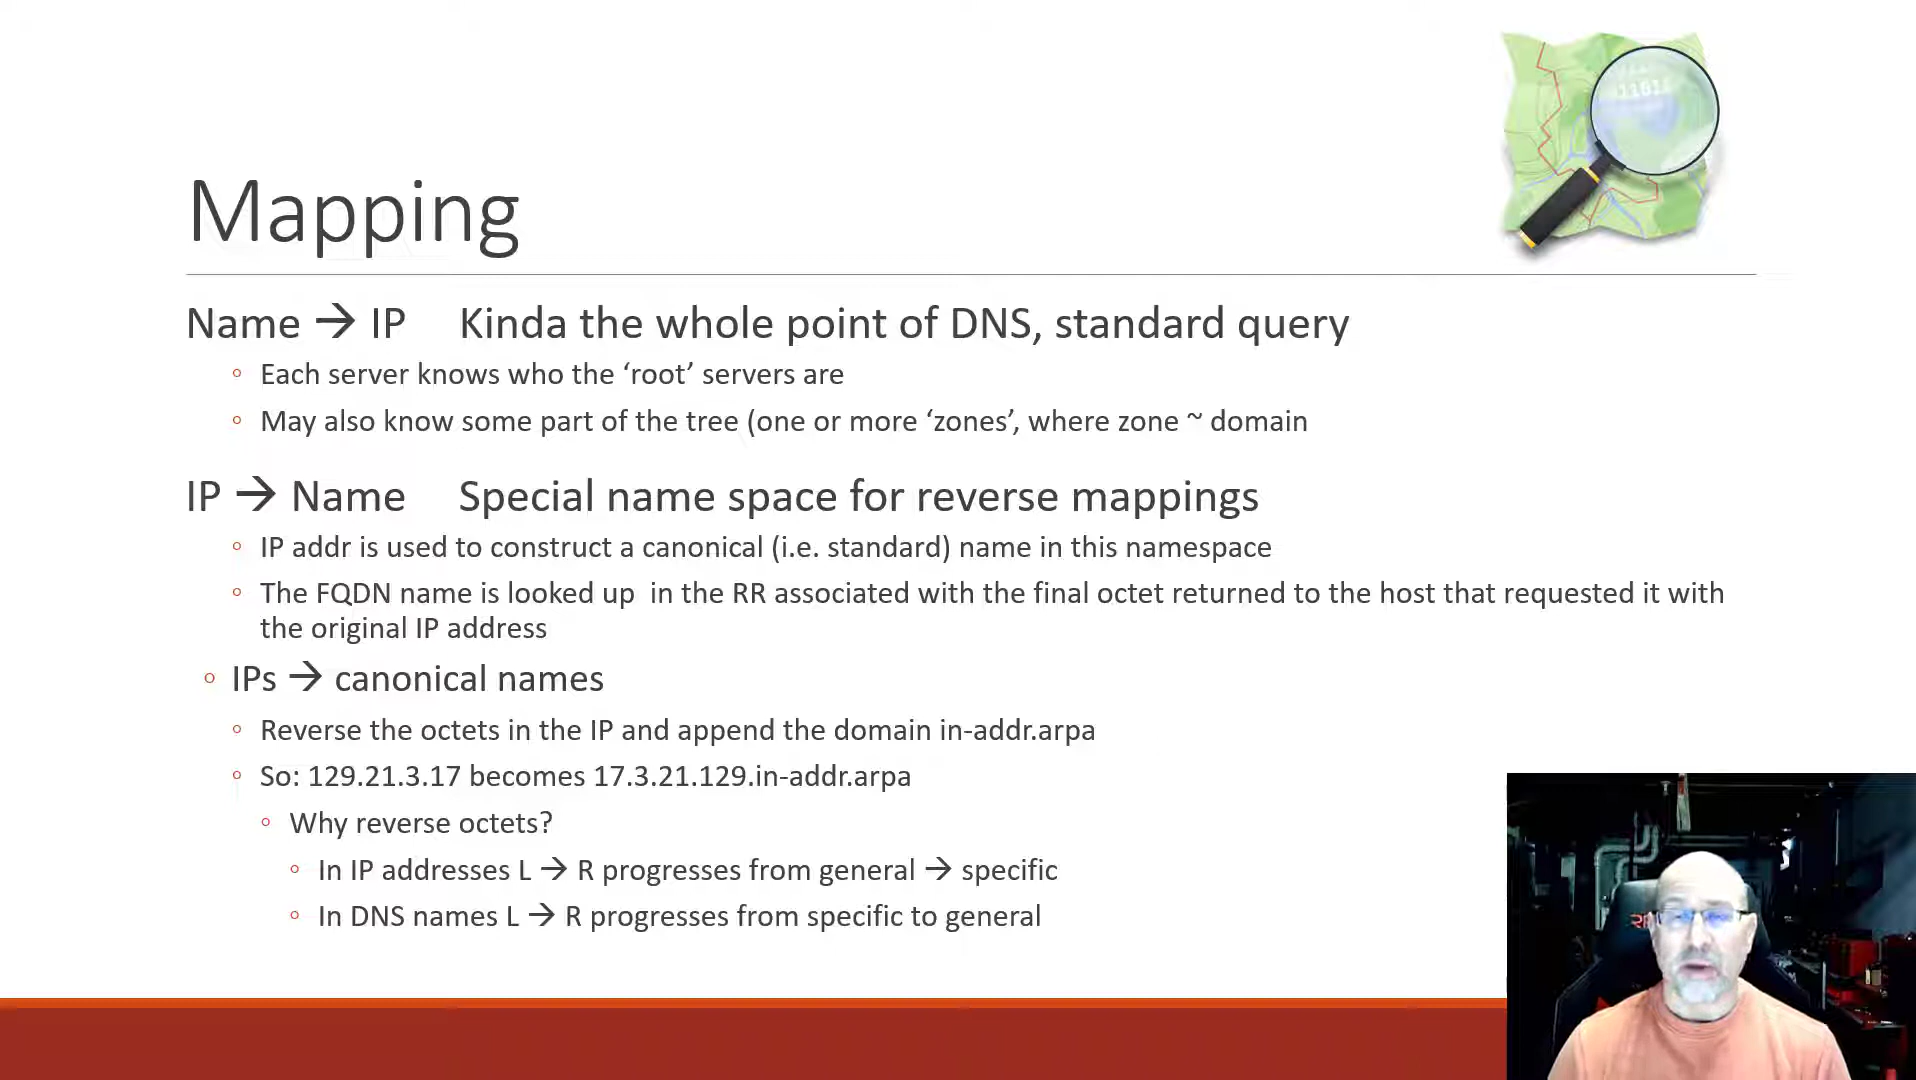 Mapping
Name → IP Kinda the whole point of DNS, standard query
◦ Each server knows who the ‘root’ servers are
◦ May also know some part of the tree (one or more ‘zones’, where zone ~ domain
IP → Name Special name space for reverse mappings
◦ IP addr is used to construct a canonical (i.e. standard) name in this namespace
◦ The FQDN name is looked up in the RR associated with the final octet returned to the host that requested it with
the original IP address
◦ IPs → canonical names
◦ Reverse the octets in the IP and append the domain in-addr.arpa
◦ So: 129.21.3.17 becomes 17.3.21.129.in-addr.arpa
◦ Why reverse octets?
◦ In IP addresses L → R progresses from general → specific
◦ In DNS names L → R progresses from specific to general